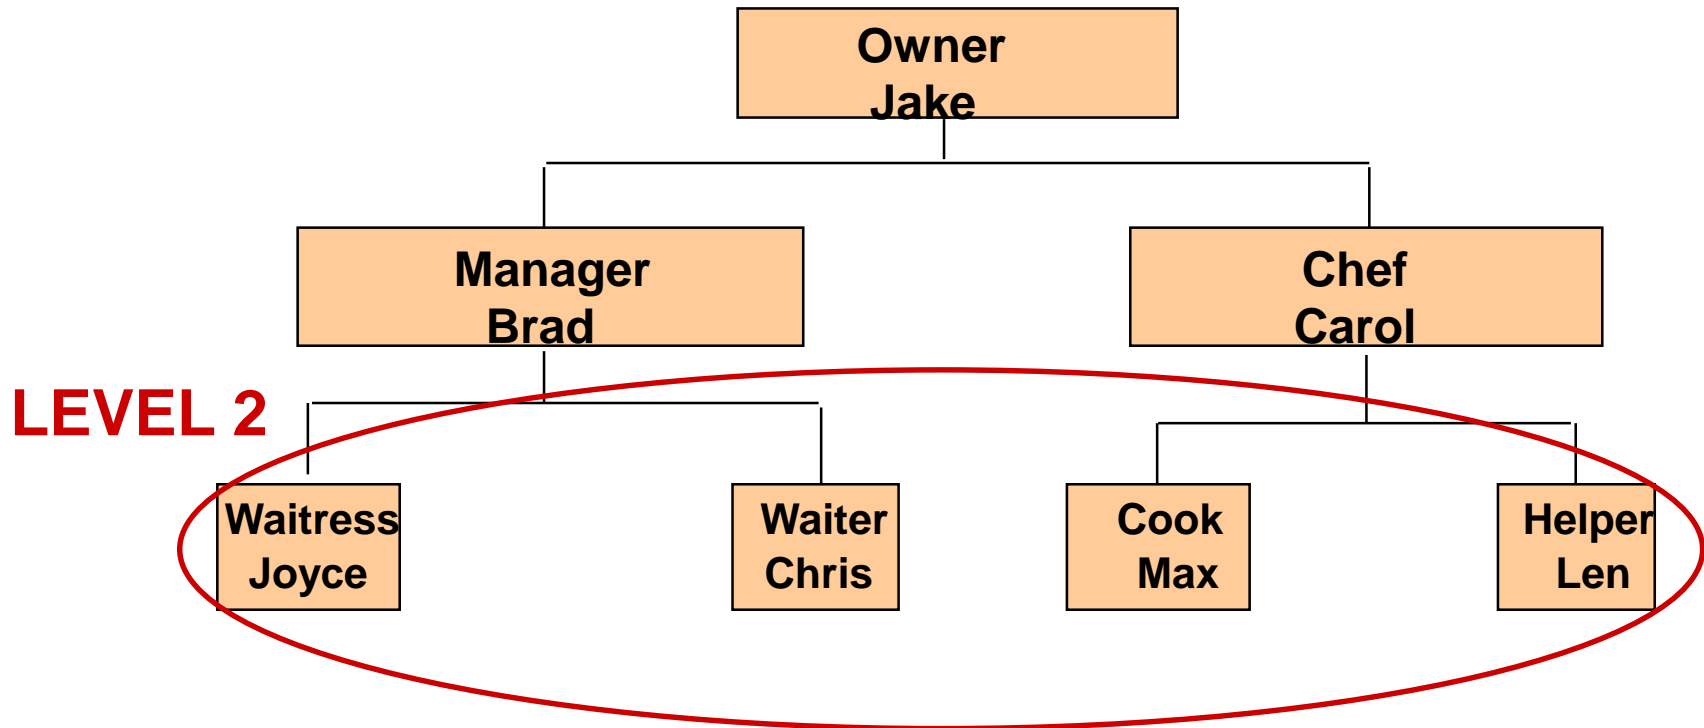 Owner
Jake
Manager
Brad
Chef
Carol
LEVEL 2
Waitress
Joyce
Waiter
Chris
Cook
Max
Helper
Len